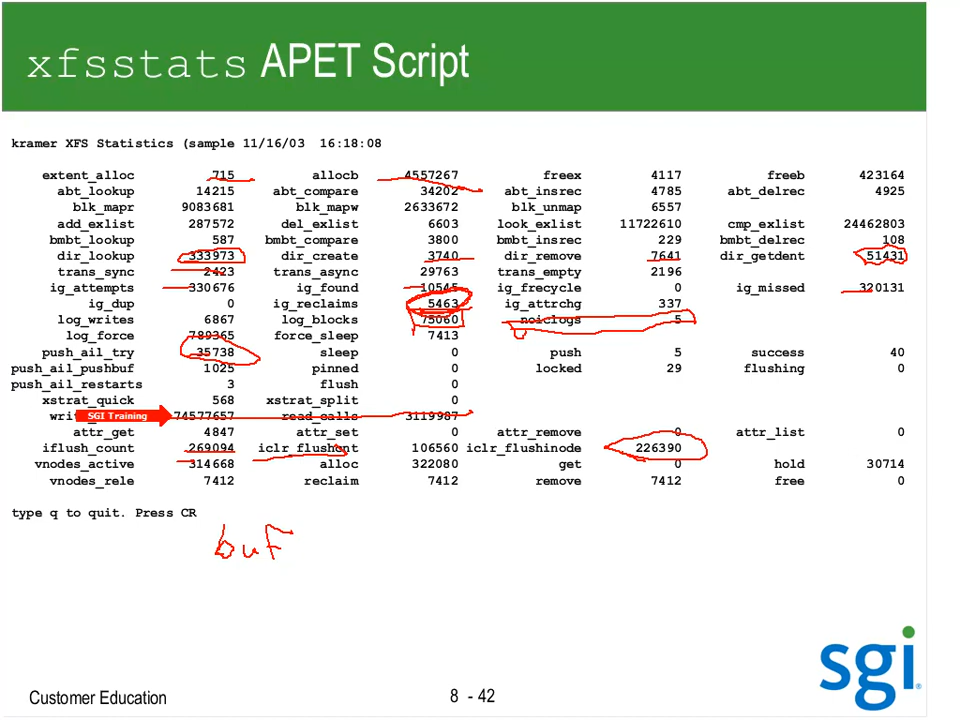 xfsstats APET Script
kramer XFS Statistics (sample 11/16/03 16:18:08
extent_alloc 715 allocb 4557267 freex 4117 freeb 423164
abt_lookup 14215 abt_compare 34202 abt_insrec 4785 abt_delrec 4925
blk_mapr 9083681 blk_mapw 2633672 blk_unmap 6557
add_exlist 287572 del_exlist 6603 look_exlist 11722610 cmp_exlist 24462803
bmbt_lookup 587 bmbt_compare 3800 bmbt_insrec 229 bmbt_delrec 108
dir_lookup 333973 dir_create 3740 dir_remove 7641 dir_getdent 51431
trans_sync 2423 trans_async 29763 trans_empty 2196
ig_attempts 330676 ig_found 10545 ig_frecycle 0 ig_missed 320131
ig_dup 0 ig_reclaims 5463 ig_attrchg 337
log_writes 6867 log_blocks 75060 noiclogs 5
log_force 789365 force_sleep 7413
push_ail_try 35738 sleep 0 push 5 success 40
push_ail_pushbuf 1025 pinned 0 locked 29 flushing 0
push_ail_restarts 3 flush 0
xstrat_quick 568 xstrat_split 0
writ SGI Training 74577657 read_calls 3119987
attr_get 4847 attr_set 0 attr_remove 0 attr_list 0
iflush_count 269094 iclr_flushcnt 106560 iclr_flushinode 226390
vnodes_active 314668 alloc 322080 get 0 hold 30714
vnodes_rele 7412 reclaim 7412 remove 7412 free 0
type q to quit. Press CR
buf
sgi
Customer Education 8 - 42